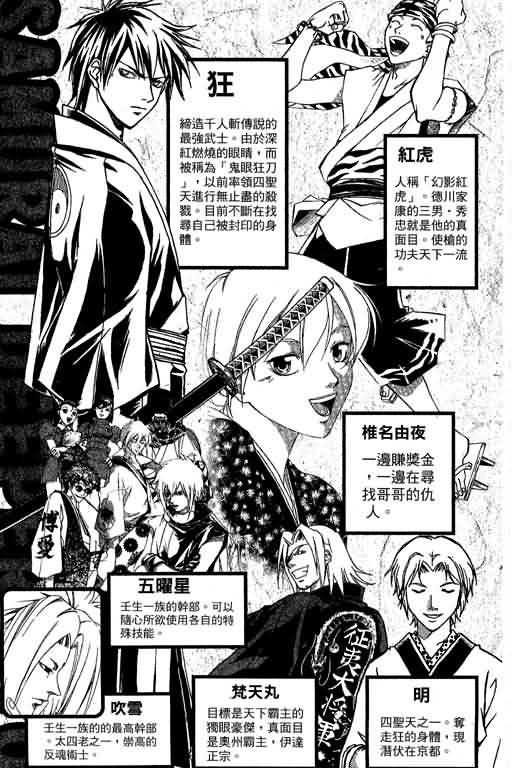 狂
締造千人斬傳說的
最強武士。由於深
紅燃燒的眼睛，而
被稱為「鬼眼狂刀
」，以前率領四聖
天進行無止盡的殺
戮。目前不斷在找
尋自己被封印的身
體。
紅虎
人稱「幻影紅
虎」。德川家
康的三男·秀
忠就是他的真
面目。使槍的
功夫天下一流
。
椎名由夜
一邊賺獎金
，一邊在尋
找哥哥的仇
人。
博愛
五曜星
壬生一族的幹部。可以
隨心所欲使用各自的特
殊技能。
征夷大将軍
吹雪
壬生一族的的最高幹部
。太四老之一，崇高的
反魂術士。
梵天丸
目標是天下霸主的
獨眼豪傑，真面目
是奧州霸主，伊達
正宗。
明
四聖天之一。奪
走狂的身體，現
潛伏在京都。
SAMURAI DEEPER